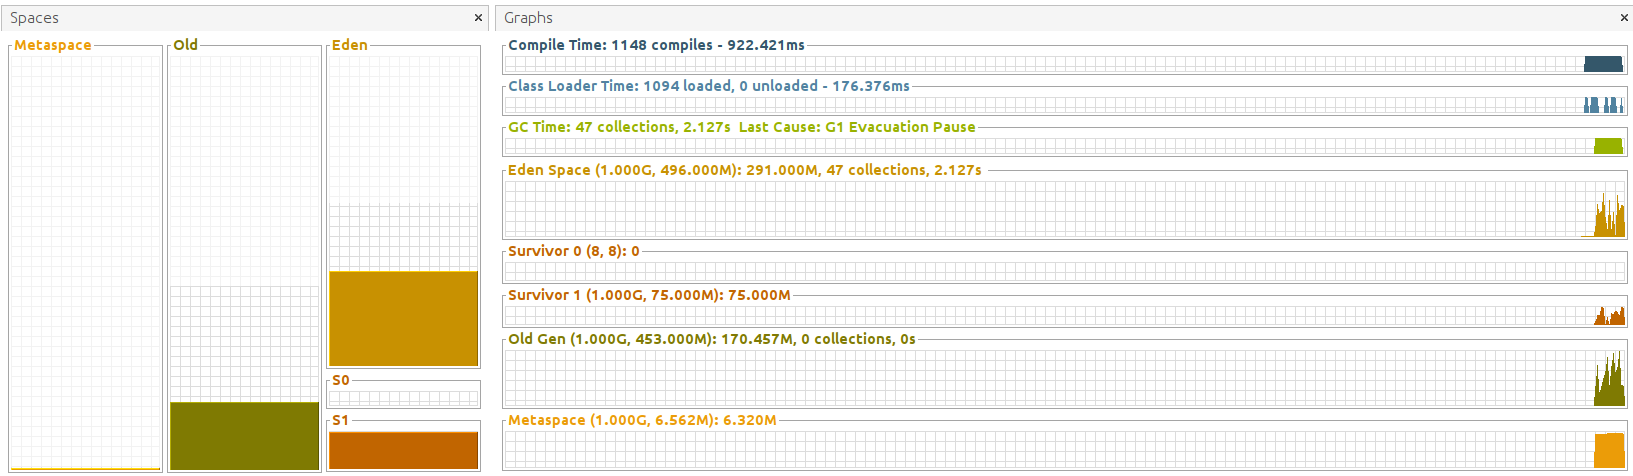 Spaces ×
Metaspace
Old
Eden
S0
S1
Graphs ×
Compile Time: 1148 compiles - 922.421ms
Class Loader Time: 1094 loaded, 0 unloaded - 176.376ms
GC Time: 47 collections, 2.127s Last Cause: G1 Evacuation Pause
Eden Space (1.000G, 496.000M): 291.000M, 47 collections, 2.127s
Survivor 0 (8, 8): 0
Survivor 1 (1.000G, 75.000M): 75.000M
Old Gen (1.000G, 453.000M): 170.457M, 0 collections, 0s
Metaspace (1.000G, 6.562M): 6.320M